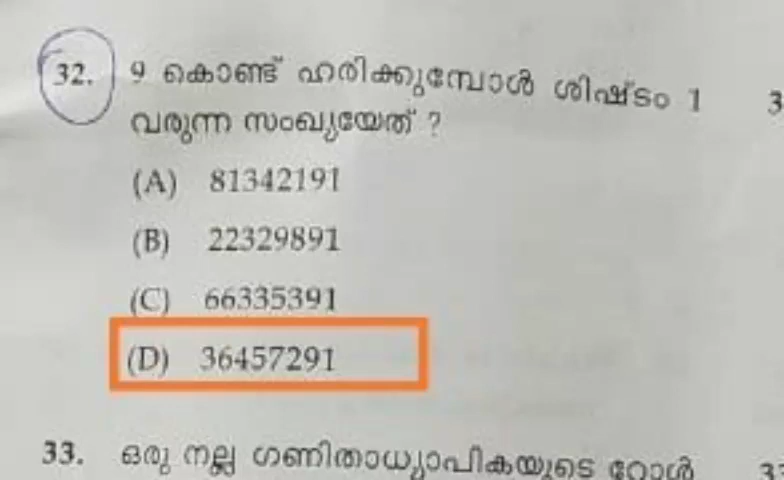 32. 9 കൊണ്ട് ഹരിക്കുമ്പോൾ ശിഷ്ടം 1
വരുന്ന സംഖ്യയേത് ?
(A) 81342191
(B) 22329891
(C) 66335391
(D) 36457291
33. ഒരു നല്ല ഗണിതാധ്യാപികയുടെ റോൾ